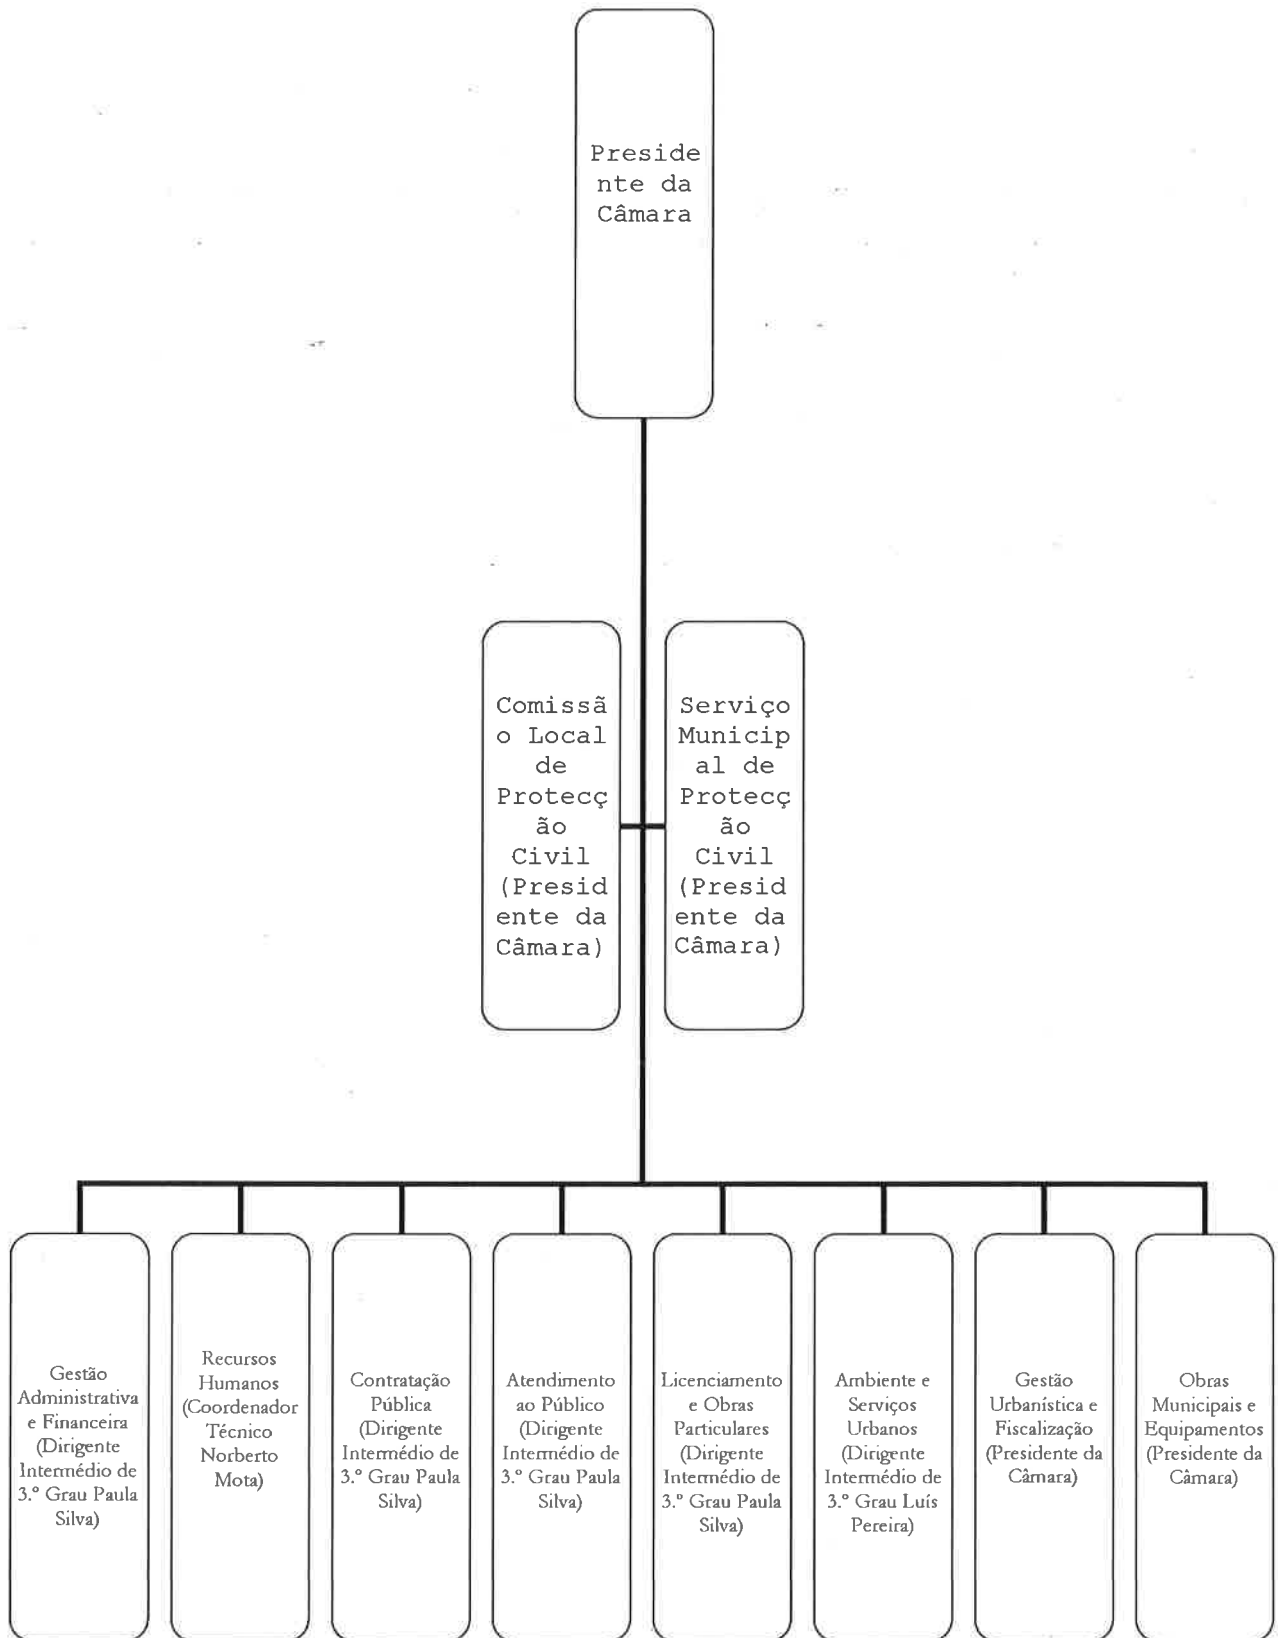 Preside
nte da
Câmara
Comissã
o Local
de
Protecç
ão
Civil
(Presid
ente da
Câmara)
Serviço
Municip
al de
Protecç
ão
Civil
(Presid
ente da
Câmara)
Gestão
Administrativa
e Financeira
(Dirigente
Intermédio de
3.º Grau Paula
Silva)
Recursos
Humanos
(Coordenador
Técnico
Norberto
Mota)
Contratação
Pública
(Dirigente
Intermédio de
3.º Grau Paula
Silva)
Atendimento
ao Público
(Dirigente
Intermédio de
3.º Grau Paula
Silva)
Licenciamento
e Obras
Particulares
(Dirigente
Intermédio de
3.º Grau Paula
Silva)
Ambiente e
Serviços
Urbanos
(Dirigente
Intermédio de
3.º Grau Luís
Pereira)
Gestão
Urbanística e
Fiscalização
(Presidente da
Câmara)
Obras
Municipais e
Equipamentos
(Presidente da
Câmara)